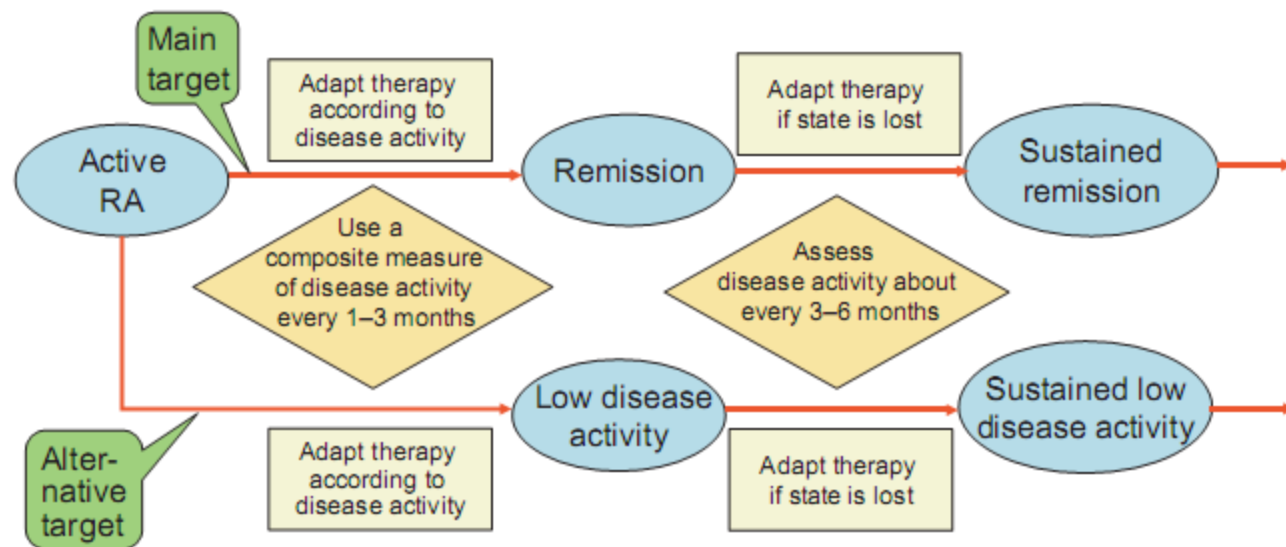 Main
target
Adapt therapy
according to
disease activity
Adapt therapy
if state is lost
Active
RA
Remission
Sustained
remission
Use a
composite measure
of disease activity
every 1–3 months
Assess
disease activity about
every 3–6 months
Low disease
activity
Sustained low
disease activity
Alter-
native
target
Adapt therapy
according to
disease activity
Adapt therapy
if state is lost